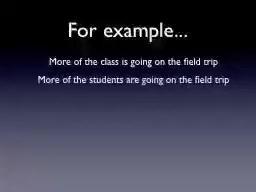 For example...
More of the class is going on the field trip
More of the students are going on the field trip